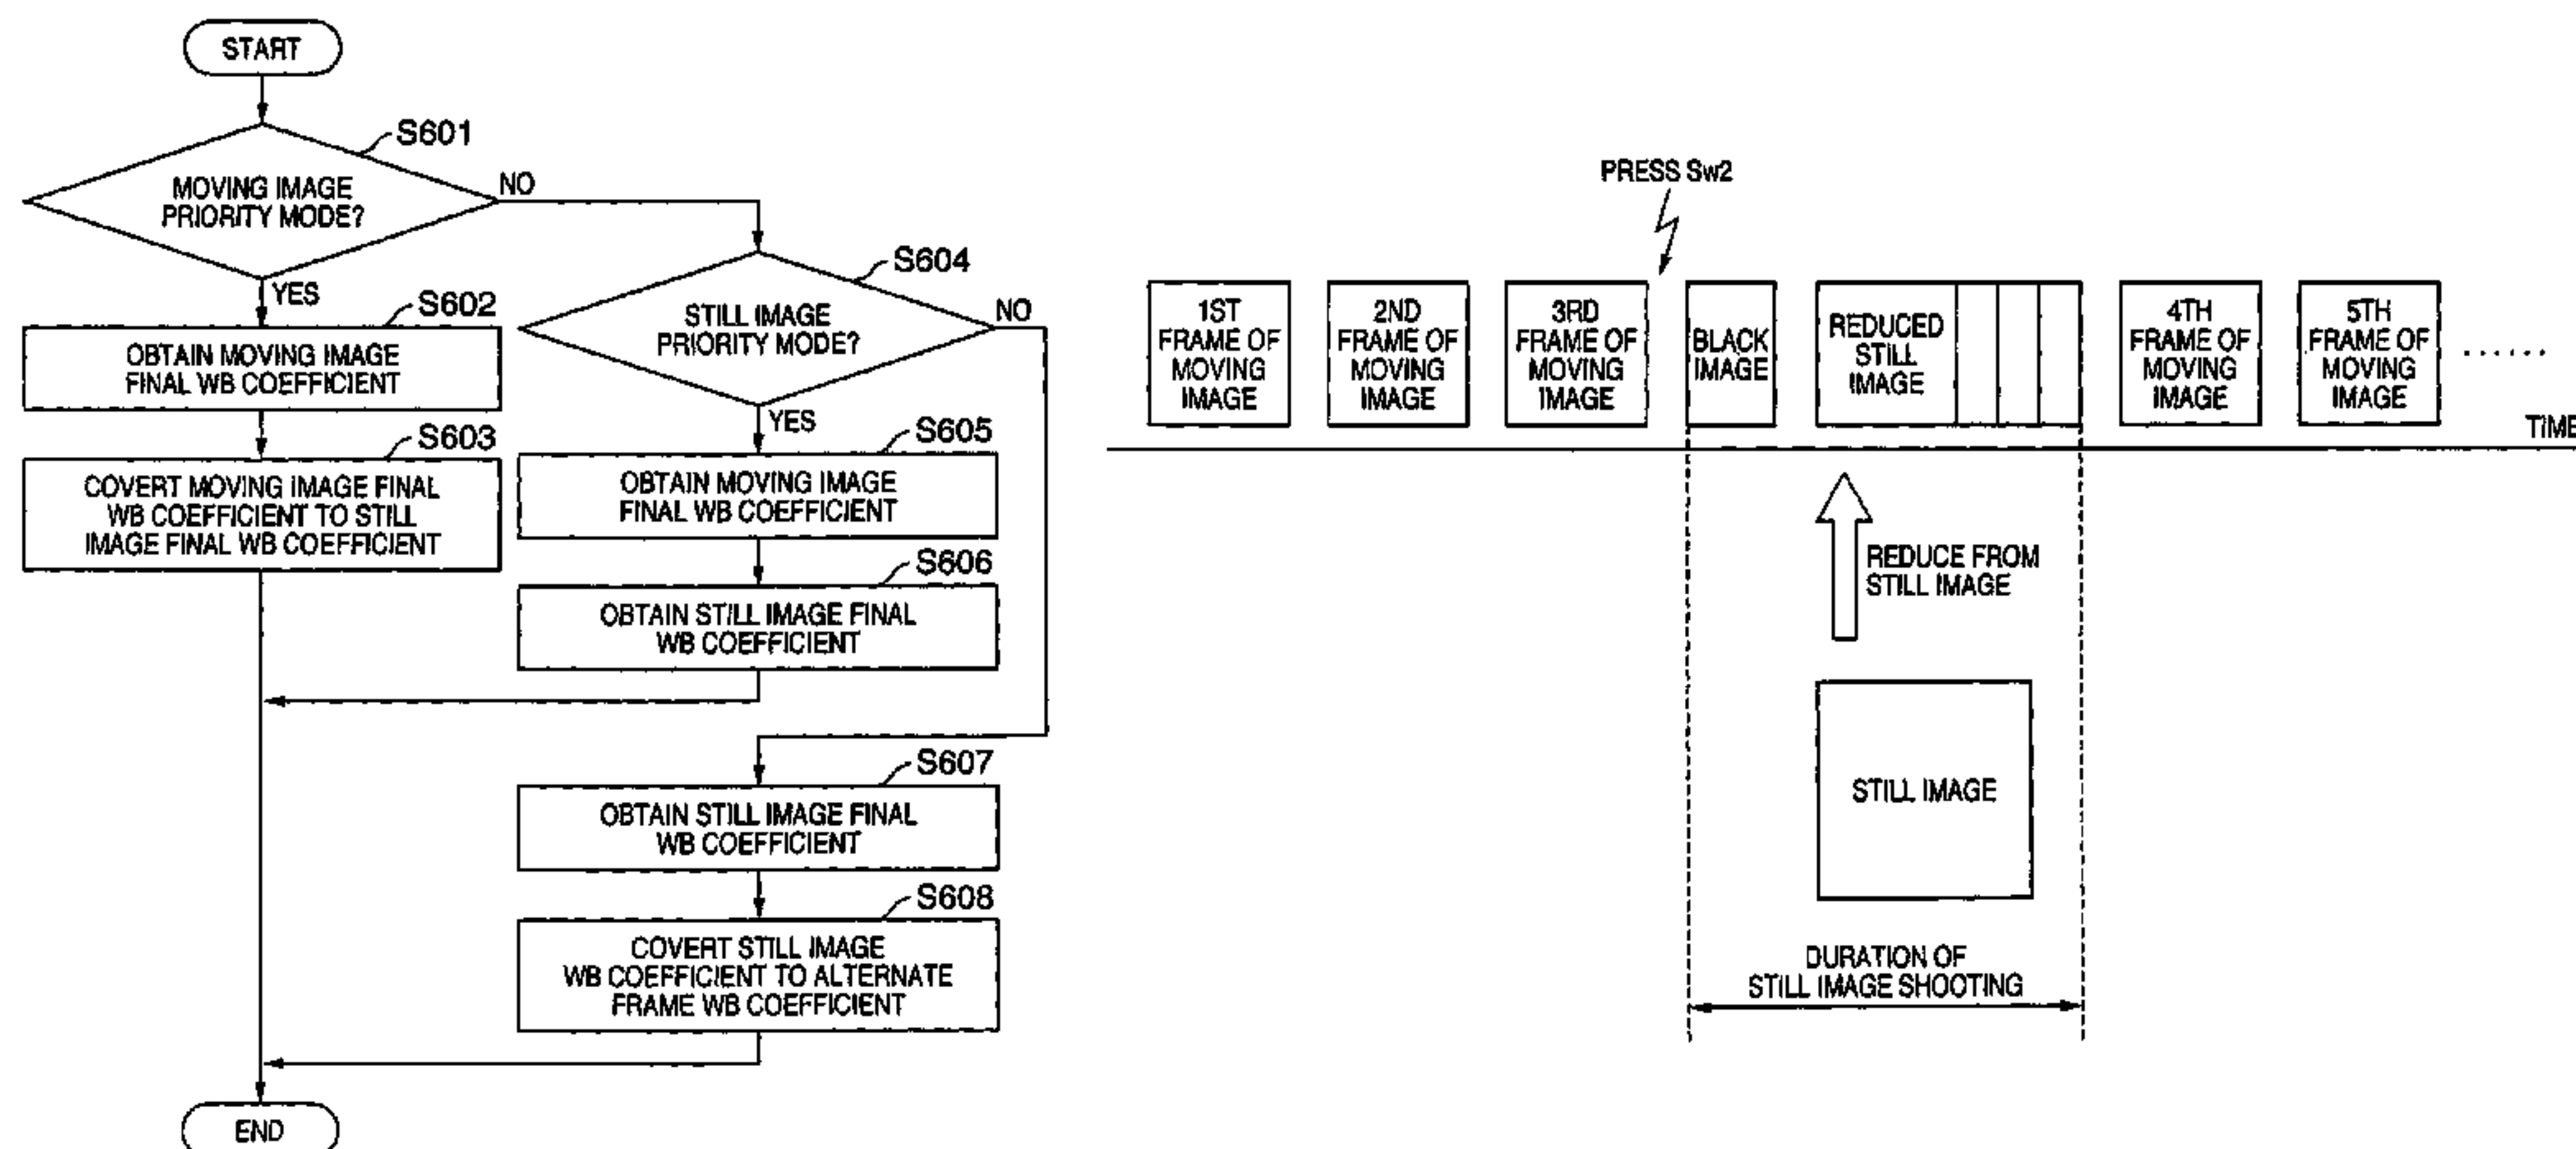 START
S601
MOVING IMAGE
PRIORITY MODE?
NO
YES
S602
OBTAIN MOVING IMAGE
FINAL WB COEFFICIENT
S603
COVERT MOVING IMAGE FINAL
WB COEFFICIENT TO STILL
IMAGE FINAL WB COEFFICIENT
S604
STILL IMAGE
PRIORITY MODE?
NO
YES
S605
OBTAIN MOVING IMAGE
FINAL WB COEFFICIENT
S606
OBTAIN STILL IMAGE FINAL
WB COEFFICIENT
S607
OBTAIN STILL IMAGE FINAL
WB COEFFICIENT
S608
COVERT STILL IMAGE
WB COEFFICIENT TO ALTERNATE
FRAME WB COEFFICIENT
END
PRESS Sw2
1ST
FRAME OF
MOVING
IMAGE
2ND
FRAME OF
MOVING
IMAGE
3RD
FRAME OF
MOVING
IMAGE
BLACK
IMAGE
REDUCED
STILL
IMAGE
4TH
FRAME OF
MOVING
IMAGE
5TH
FRAME OF
MOVING
IMAGE
......
TIME
REDUCE FROM
STILL IMAGE
STILL IMAGE
DURATION OF
STILL IMAGE SHOOTING